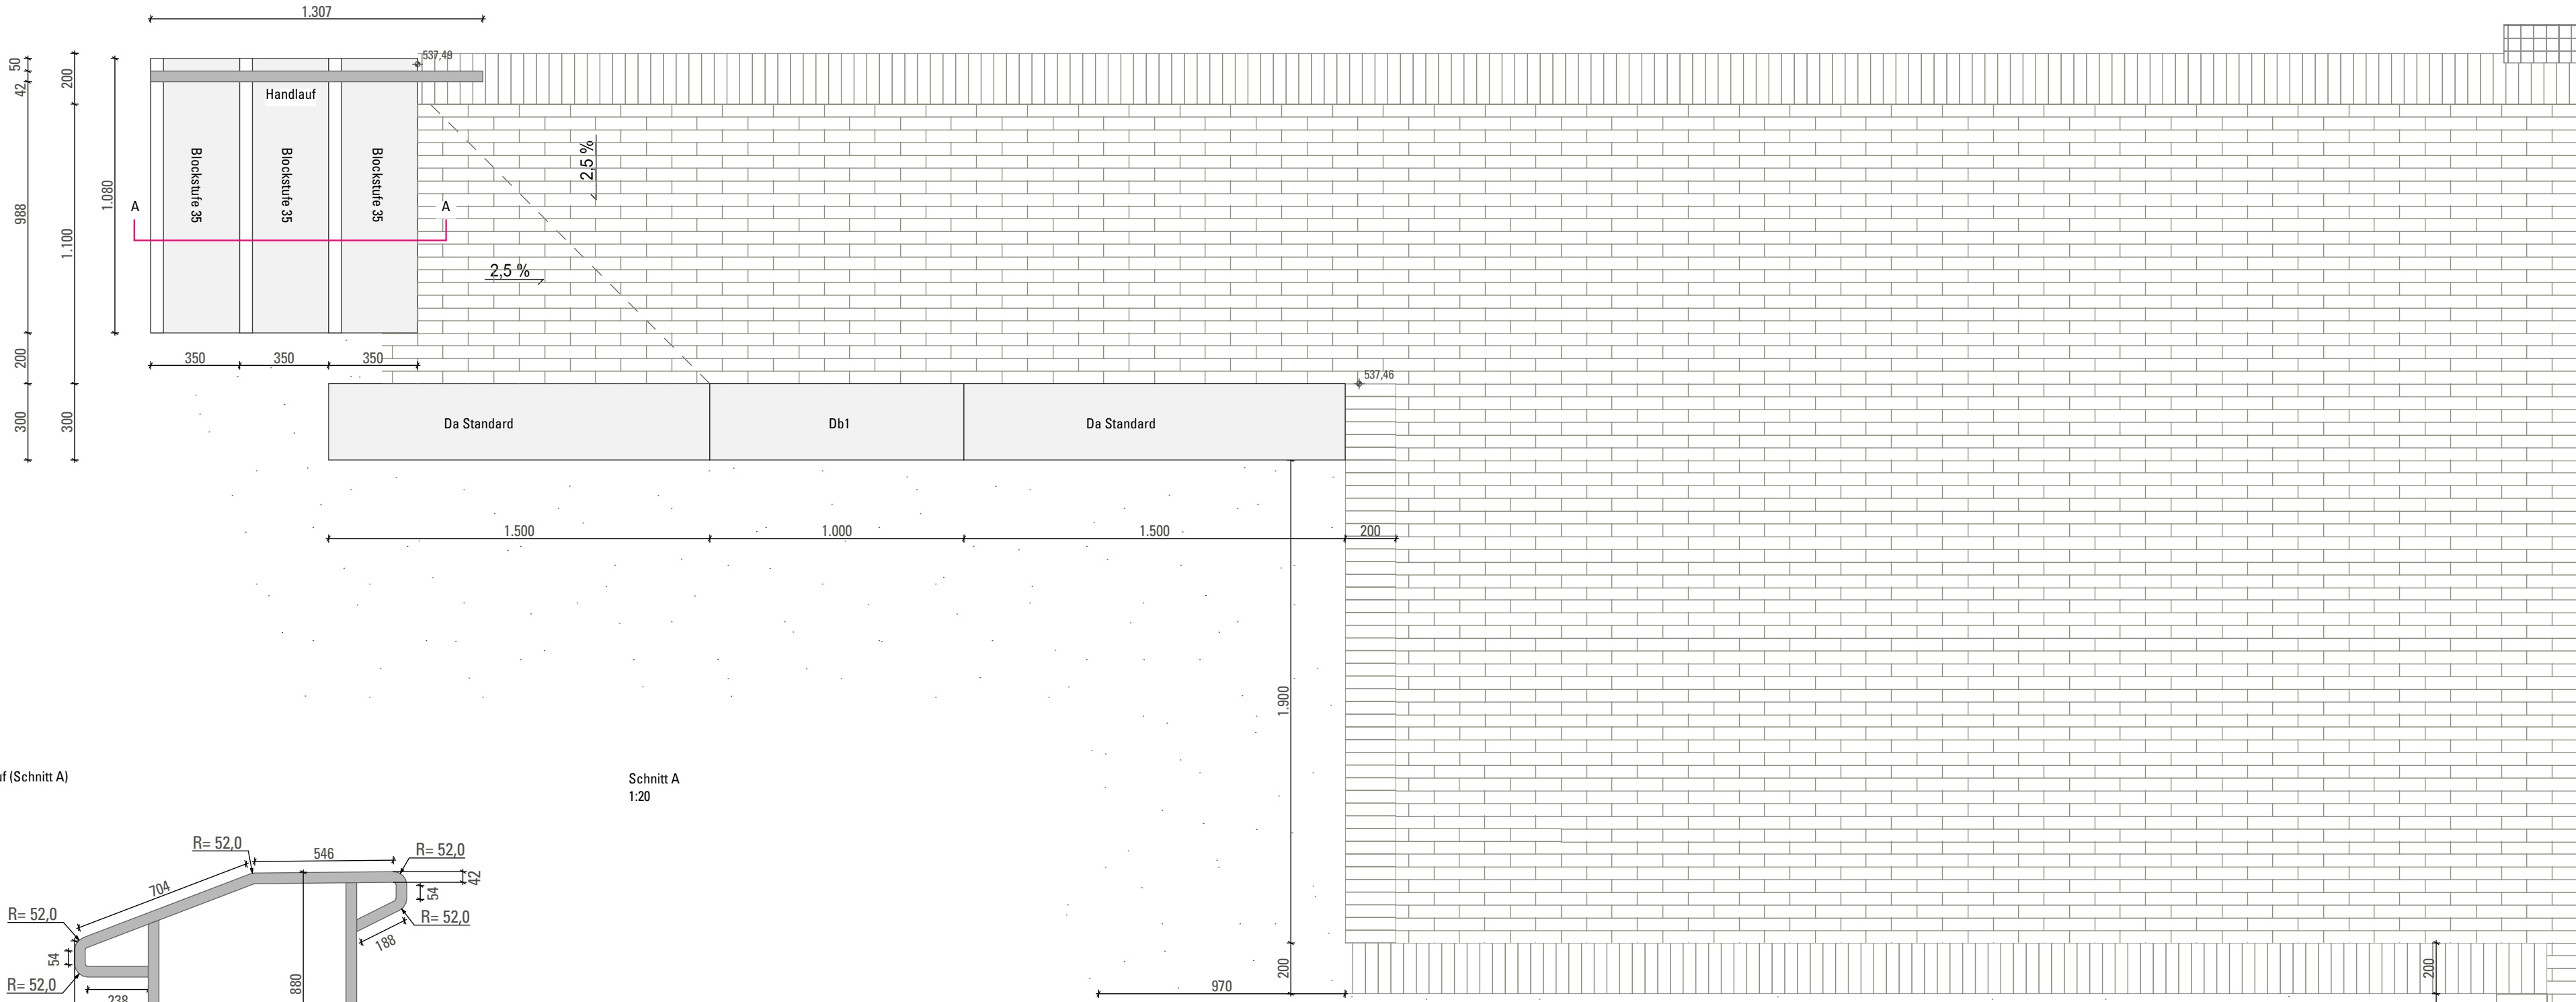 1.307
50
42
988
200
300
200
1.100
300
1.080
537,49
Handlauf
Blockstufe 35
Blockstufe 35
Blockstufe 35
A
A
2,5 %
2,5 %
350
350
350
537,46
Da Standard
Db1
Da Standard
1.500
1.000
1.500
200
1.900
200
970
200
uf (Schnitt A)
Schnitt A
1:20
R= 52,0
546
R= 52,0
42
704
54
R= 52,0
R= 52,0
188
54
880
R= 52,0
238